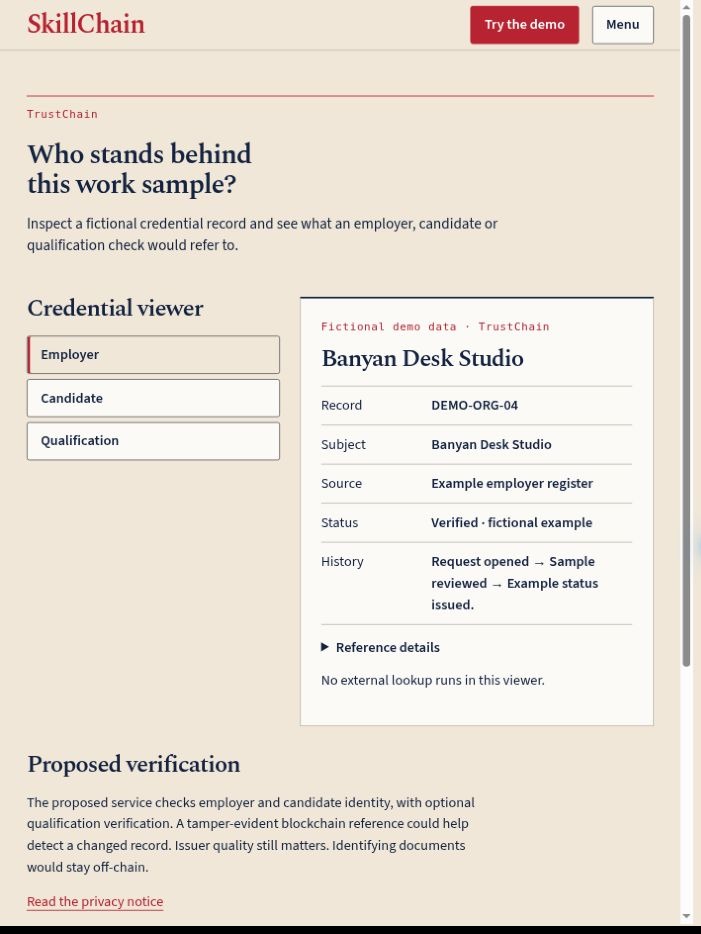 SkillChain
Try the demo
Menu
TrustChain
Who stands behind
this work sample?
Inspect a fictional credential record and see what an employer, candidate or
qualification check would refer to.
Credential viewer
Employer
Candidate
Qualification
Fictional demo data · TrustChain
Banyan Desk Studio
Record DEMO-ORG-04
Subject Banyan Desk Studio
Source Example employer register
Status Verified · fictional example
History Request opened → Sample
reviewed → Example status
issued.
▶ Reference details
No external lookup runs in this viewer.
Proposed verification
The proposed service checks employer and candidate identity, with optional
qualification verification. A tamper-evident blockchain reference could help
detect a changed record. Issuer quality still matters. Identifying documents
would stay off-chain.
Read the privacy notice